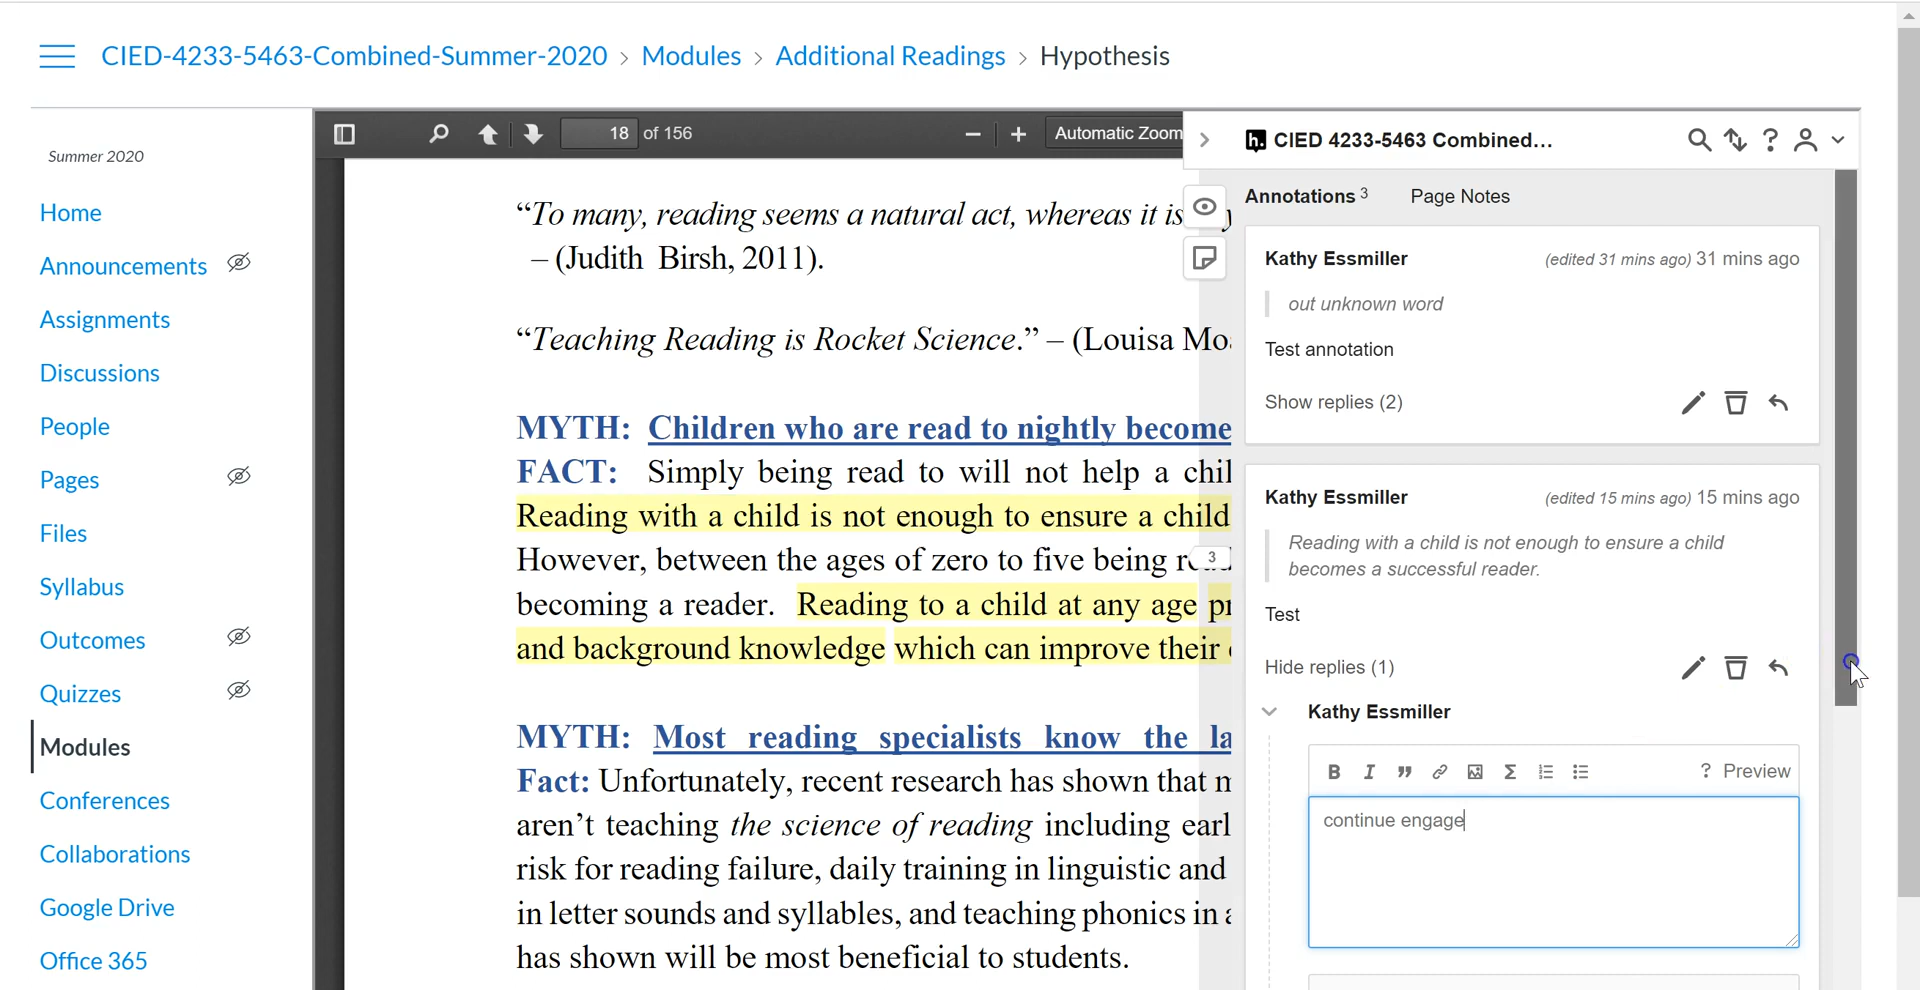 CIED-4233-5463-Combined-Summer-2020 > Modules > Additional Readings > Hypothesis
Summer 2020
Home
Announcements
Assignments
Discussions
People
Pages
Files
Syllabus
Outcomes
Quizzes
Modules
Conferences
Collaborations
Google Drive
Office 365
18 of 156
Automatic Zoom
“To many, reading seems a natural act, whereas it is
– (Judith Birsh, 2011).
“Teaching Reading is Rocket Science.” – (Louisa
MYTH: Children who are read to nightly become
FACT: Simply being read to will not help a
Reading with a child is not enough to ensure a child
However, between the ages of zero to five being
becoming a reader. Reading to a child at any age
and background knowledge which can improve their
MYTH: Most reading specialists know the
Fact: Unfortunately, recent research has shown that
aren’t teaching the science of reading including
risk for reading failure, daily training in linguistic and
in letter sounds and syllables, and teaching phonics in
has shown will be most beneficial to students.
3
h. CIED 4233-5463 Combined...
Annotations 3 Page Notes
Kathy Essmiller (edited 31 mins ago) 31 mins ago
out unknown word
Test annotation
Show replies (2)
Kathy Essmiller (edited 15 mins ago) 15 mins ago
Reading with a child is not enough to ensure a child
becomes a successful reader.
Test
Hide replies (1)
Kathy Essmiller
B I ” Σ ? Preview
continue engage